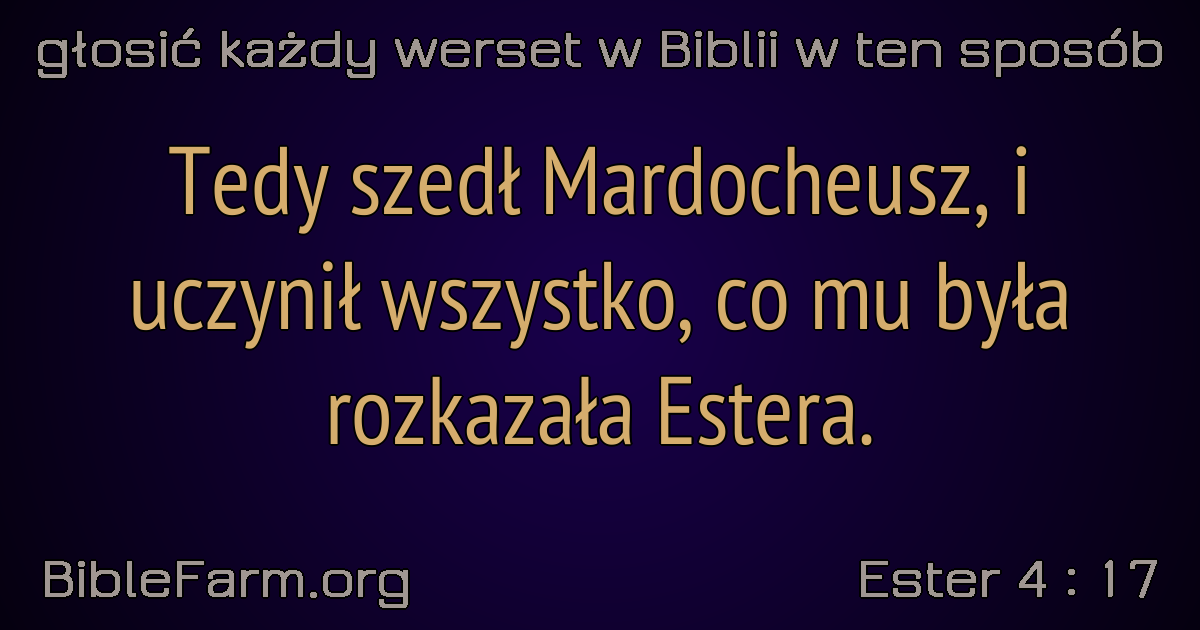 głosić każdy werset w Biblii w ten sposób
Tedy szedł Mardocheusz, i
uczynił wszystko, co mu była
rozkazała Estera.
BibleFarm.org
Ester 4 : 17